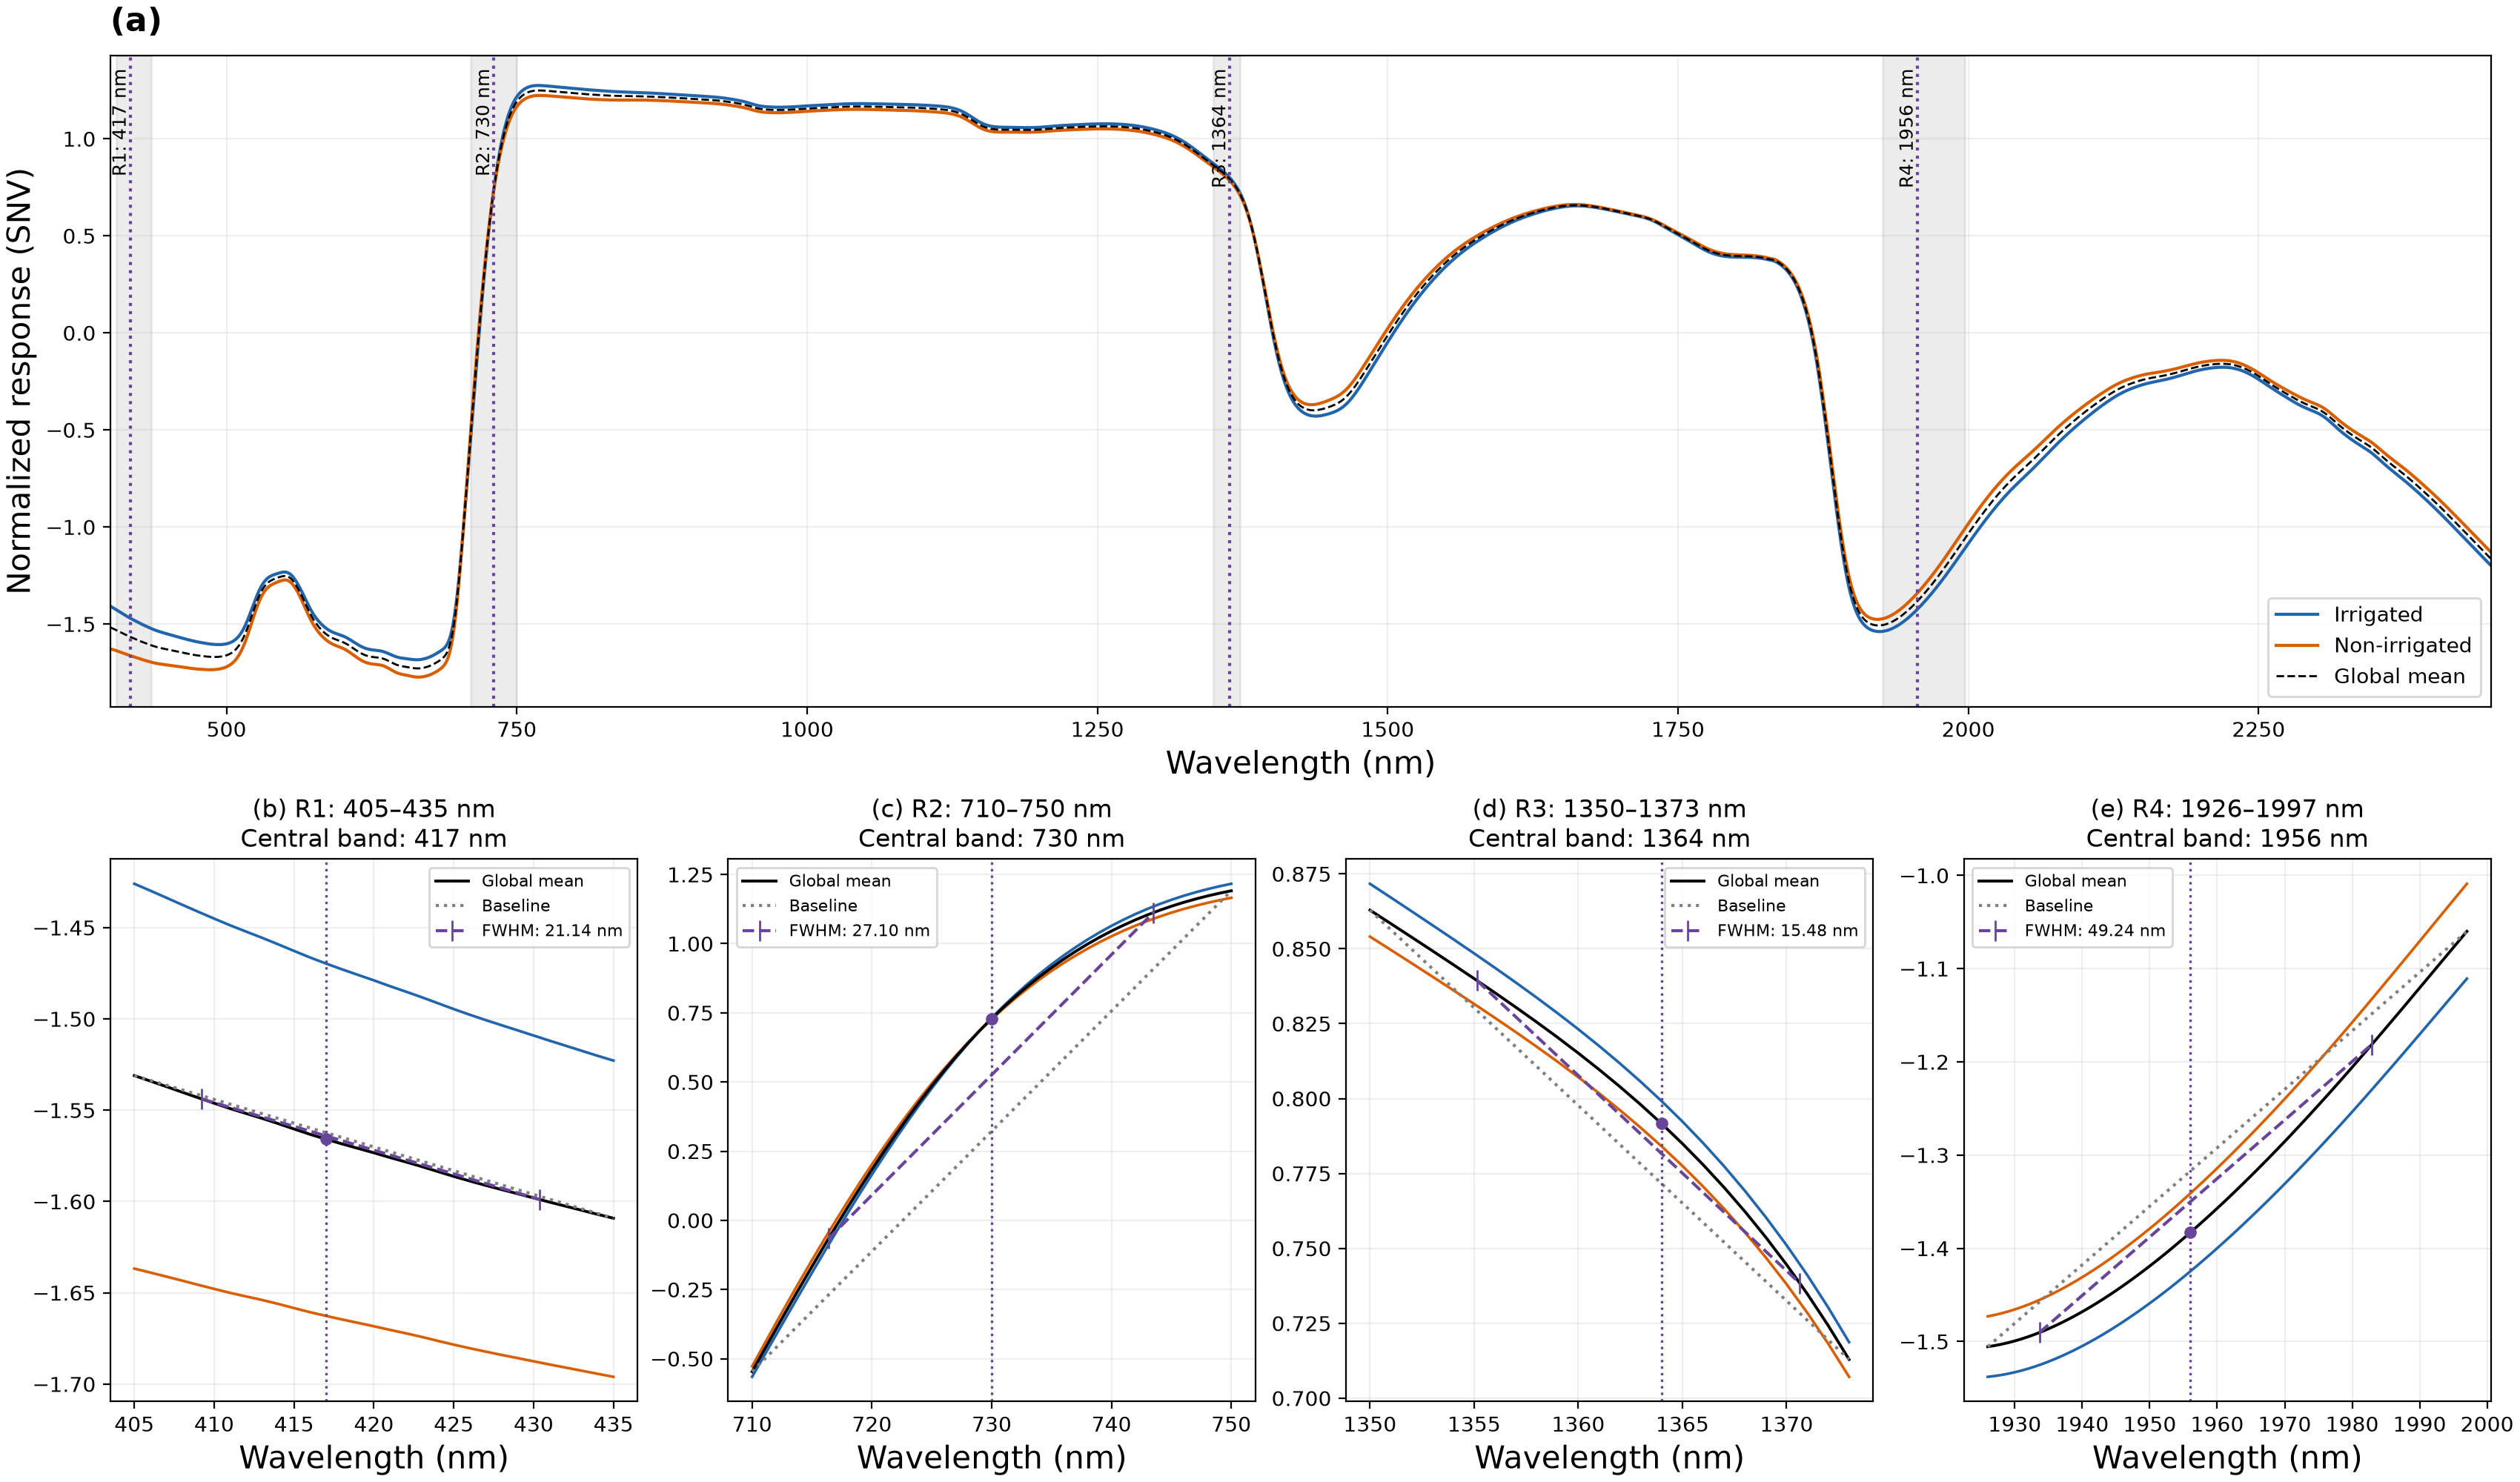 (a)
Normalized response (SNV)
1.0
0.5
0.0
−0.5
−1.0
−1.5
R1: 417 nm
R2: 730 nm
R3: 1364 nm
R4: 1956 nm
Irrigated
Non-irrigated
Global mean
500 750 1000 1250 1500 1750 2000 2250
Wavelength (nm)
(b) R1: 405–435 nm
Central band: 417 nm
Global mean
Baseline
FWHM: 21.14 nm
−1.45
−1.50
−1.55
−1.60
−1.65
−1.70
405 410 415 420 425 430 435
Wavelength (nm)
(c) R2: 710–750 nm
Central band: 730 nm
Global mean
Baseline
FWHM: 27.10 nm
1.25
1.00
0.75
0.50
0.25
0.00
−0.25
−0.50
710 720 730 740 750
Wavelength (nm)
(d) R3: 1350–1373 nm
Central band: 1364 nm
Global mean
Baseline
FWHM: 15.48 nm
0.875
0.850
0.825
0.800
0.775
0.750
0.725
0.700
1350 1355 1360 1365 1370
Wavelength (nm)
(e) R4: 1926–1997 nm
Central band: 1956 nm
Global mean
Baseline
FWHM: 49.24 nm
−1.0
−1.1
−1.2
−1.3
−1.4
−1.5
1930 1940 1950 1960 1970 1980 1990 2000
Wavelength (nm)